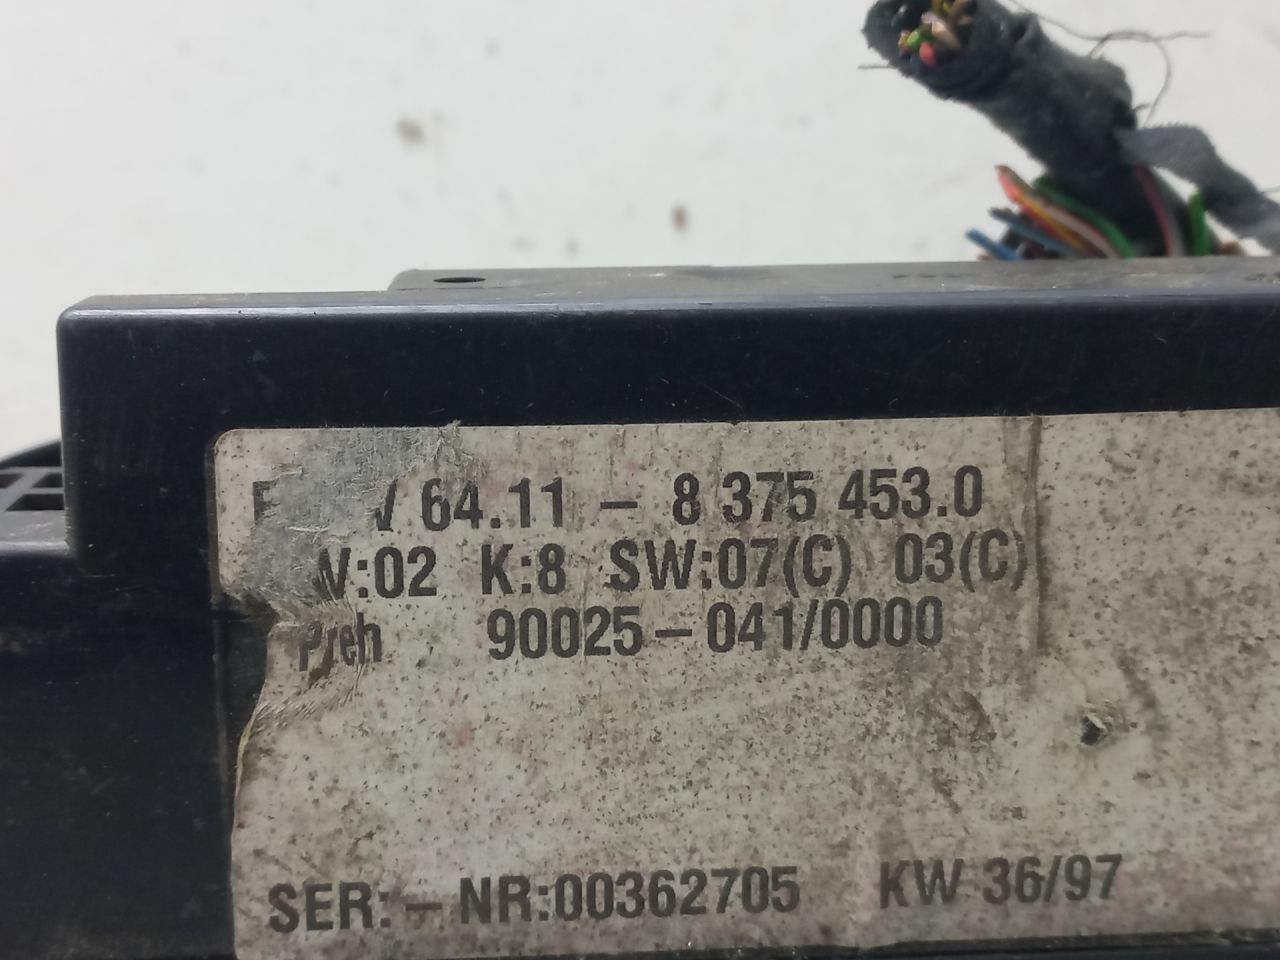 64.11 - 8 375 453.0
:02 K:8 SW:07(C) 03(C)
Preh 90025-041/0000
SER:-NR:00362705 KW 36/97